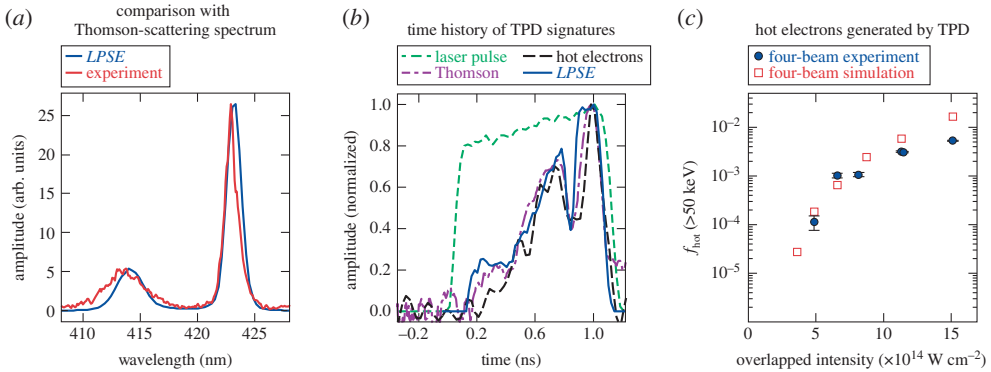 (a)
comparison with
Thomson-scattering spectrum
LPSE
experiment
25
20
15
10
5
0
amplitude (arb. units)
410 415 420 425
wavelength (nm)
(b)
time history of TPD signatures
laser pulse hot electrons
Thomson LPSE
1.0
0.8
0.6
0.4
0.2
0.0
amplitude (normalized)
−0.2 0.2 0.6 1.0
time (ns)
(c)
hot electrons generated by TPD
four-beam experiment
four-beam simulation
10⁻²
10⁻³
10⁻⁴
10⁻⁵
f_hot (>50 keV)
0 5 10 15
overlapped intensity (×10¹⁴ W cm⁻²)